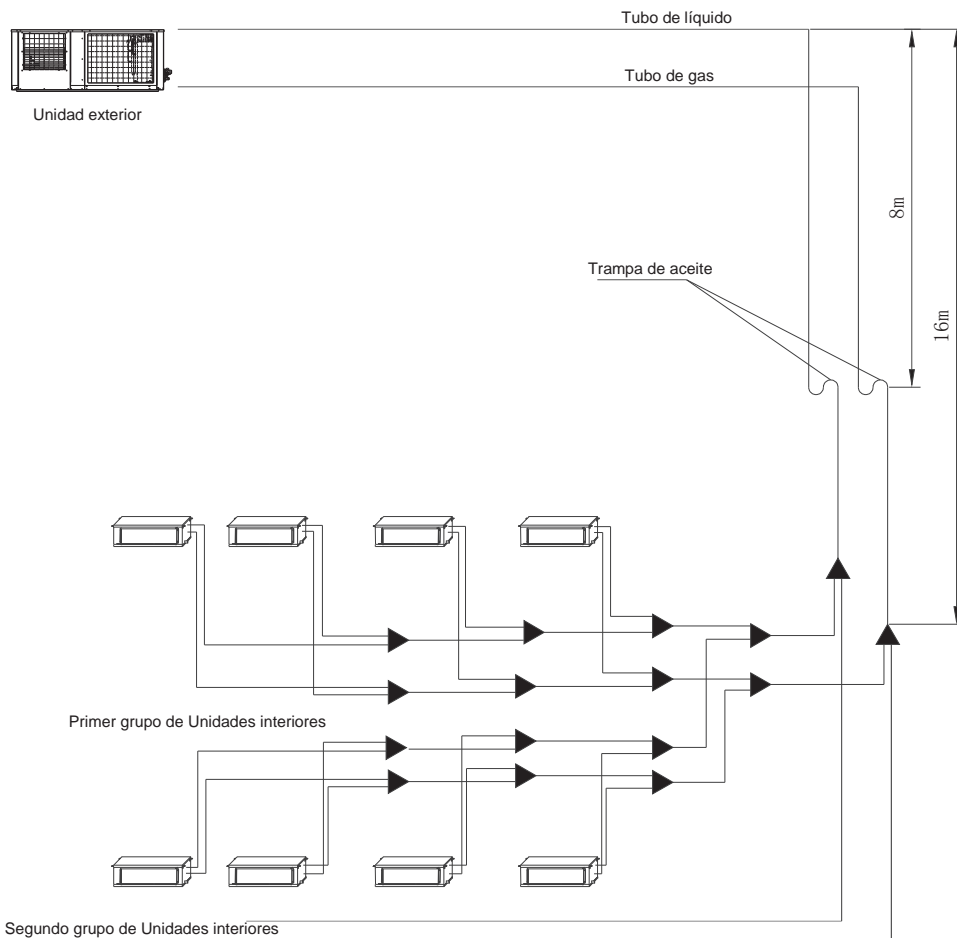 Tubo de líquido
Tubo de gas
Unidad exterior
8m
Trampa de aceite
16m
Primer grupo de Unidades interiores
Segundo grupo de Unidades interiores